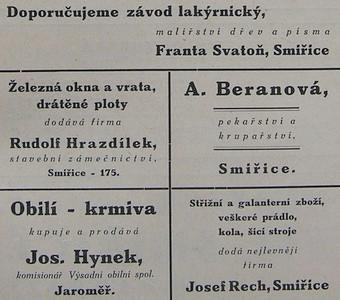 Doporučujeme závod lakýrnický,
malířství dřev a písma
Franta Svatoň, Smiřice
Železná okna a vrata,
drátěné ploty
dodává firma
Rudolf Hrazdílek,
stavební zámečnictví,
Smiřice - 175.
A. Beranová,
pekařství a
krupařství,
Smiřice.
Obilí - krmiva
kupuje a prodává
Jos. Hynek,
komisionář Výsadní obilní spol.
Jaroměř.
Střižní a galanterní zboží,
veškeré prádlo,
kola, šicí stroje
dodá nejlevněji
firma
Josef Rech, Smiřice